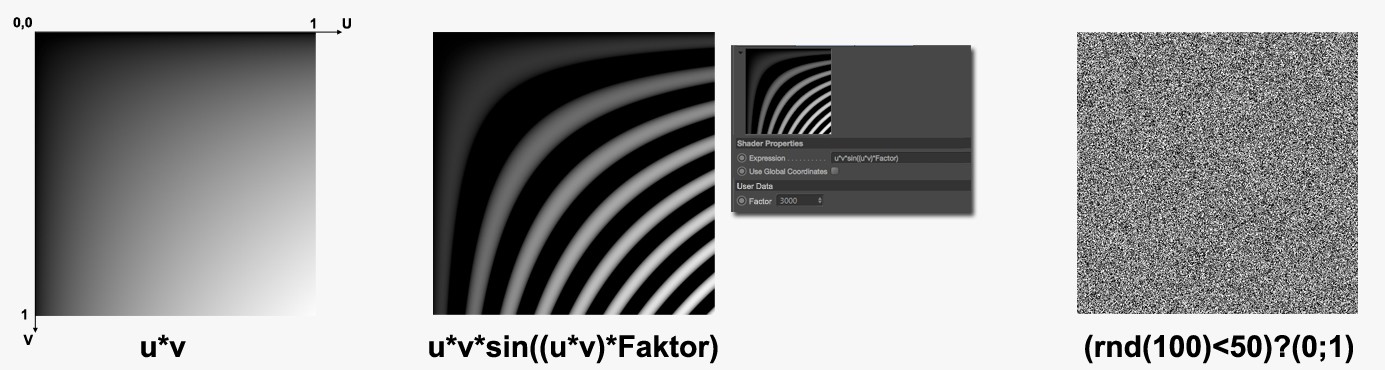 0,0
1
U
1
V
u*v
u*v*sin((u*v)*Faktor)
Shader Properties
Expression . . . . . . . . . . u*v*sin((u*v)*Factor)
Use Global Coordinates
User Data
Factor 3000
(rnd(100)<50)?(0;1)